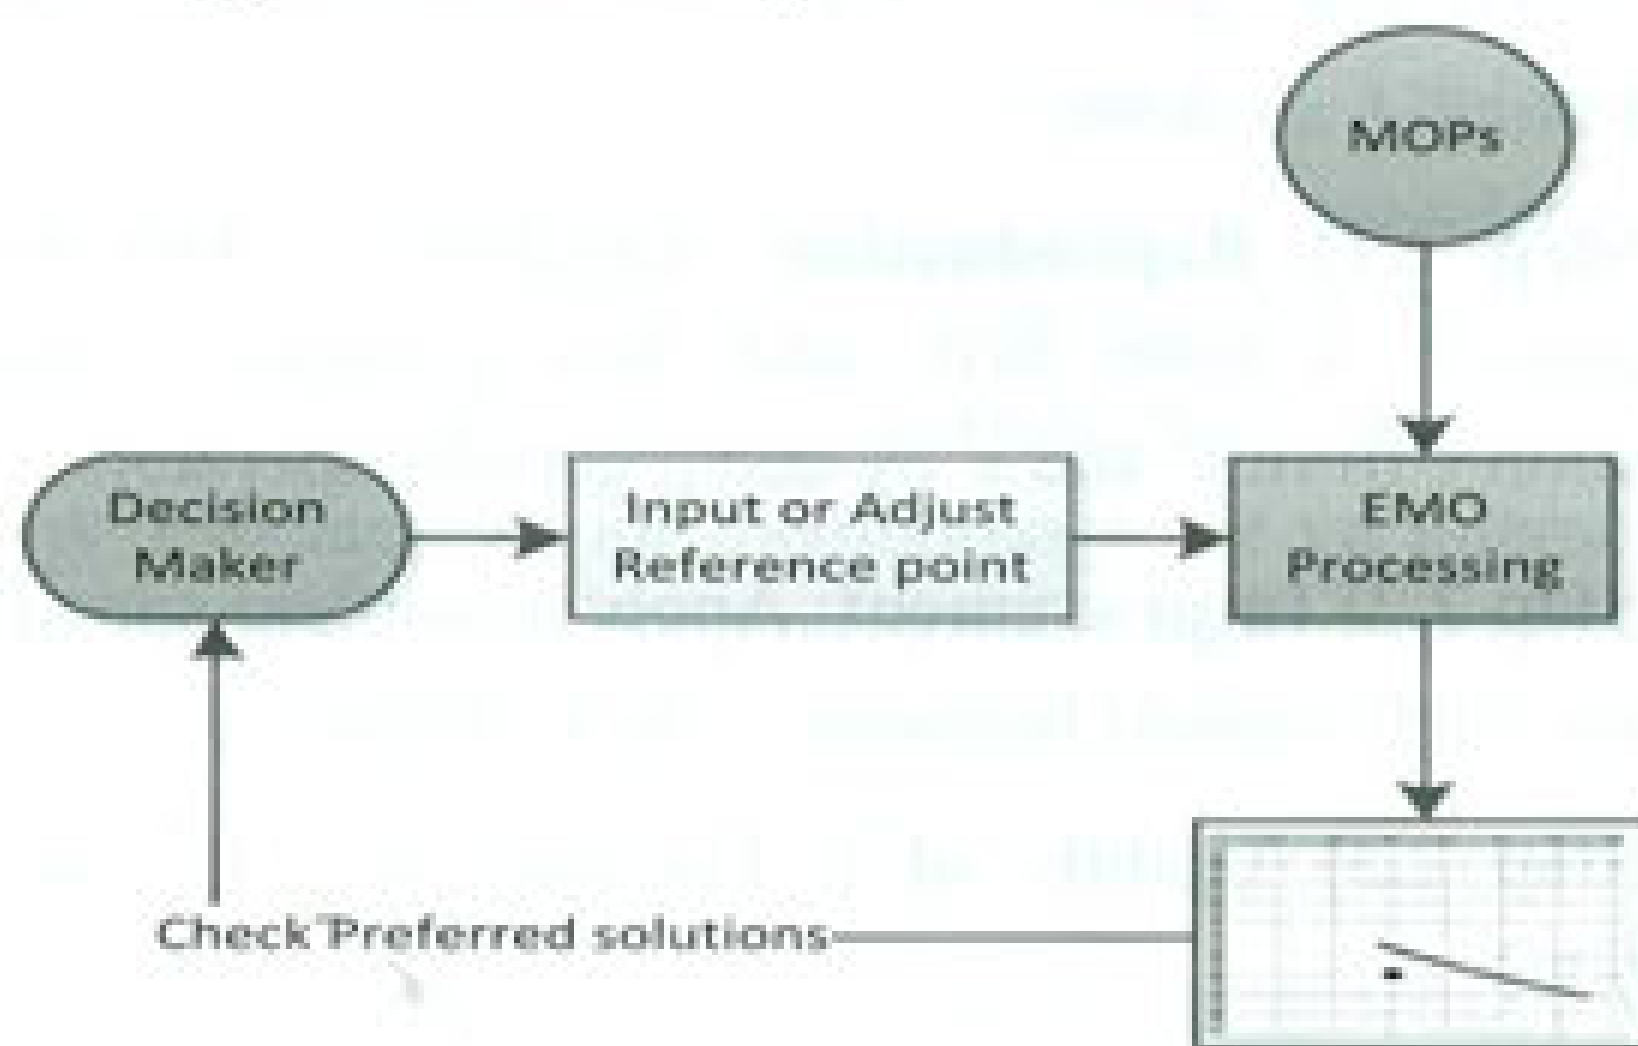 MOPs
Decision
Maker
Input or Adjust
Reference point
EMO
Processing
Check Preferred solutions